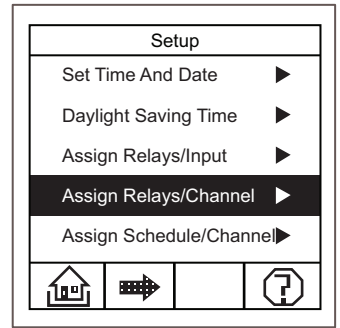 Setup
Set Time And Date
Daylight Saving Time
Assign Relays/Input
Assign Relays/Channel
Assign Schedule/Channel
?